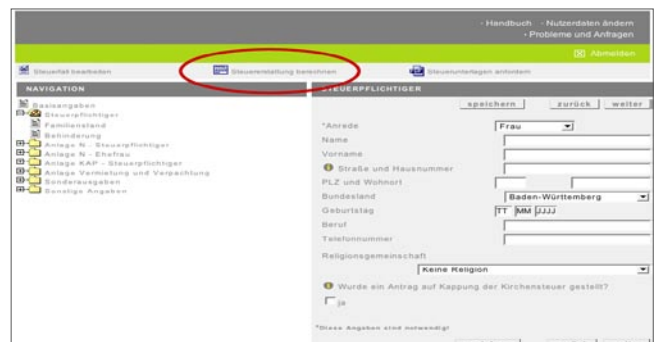 - Handbuch - Nutzerdaten ändern
- Probleme und Anfragen
Abmelden
Steuerfall bearbeiten Steuererstattung berechnen Steuerunterlagen anfordern
NAVIGATION
Basisangaben
Steuerpflichtiger
Familienstand
Behinderung
Anlage N - Steuerpflichtiger
Anlage N - Ehefrau
Anlage KAP - Steuerpflichtiger
Anlage Vermietung und Verpachtung
Sonderausgaben
Sonstige Angaben
STEUERPFLICHTIGER
speichern zurück weiter
*Anrede Frau
Name
Vorname
Straße und Hausnummer
PLZ und Wohnort
Bundesland Baden-Württemberg
Geburtstag TT MM JJJJ
Beruf
Telefonnummer
Religionsgemeinschaft
Keine Religion
Wurde ein Antrag auf Kappung der Kirchensteuer gestellt?
ja
*Diese Angaben sind notwendig!